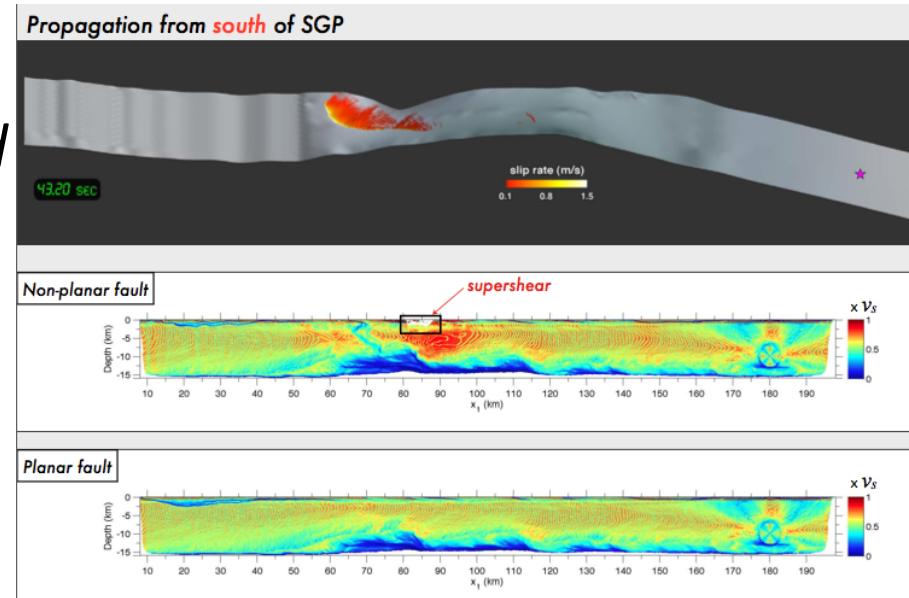 Propagation from south of SGP
43.20 SEC
slip rate (m/s)
0.1 0.8 1.5
Non-planar fault
supershear
x vs
Depth (km)
0
-5
-10
-15
10 20 30 40 50 60 70 80 90 100 110 120 130 140 150 160 170 180 190
x1 (km)
1
0.5
0
Planar fault
x vs
Depth (km)
0
-5
-10
-15
10 20 30 40 50 60 70 80 90 100 110 120 130 140 150 160 170 180 190
x1 (km)
1
0.5
0